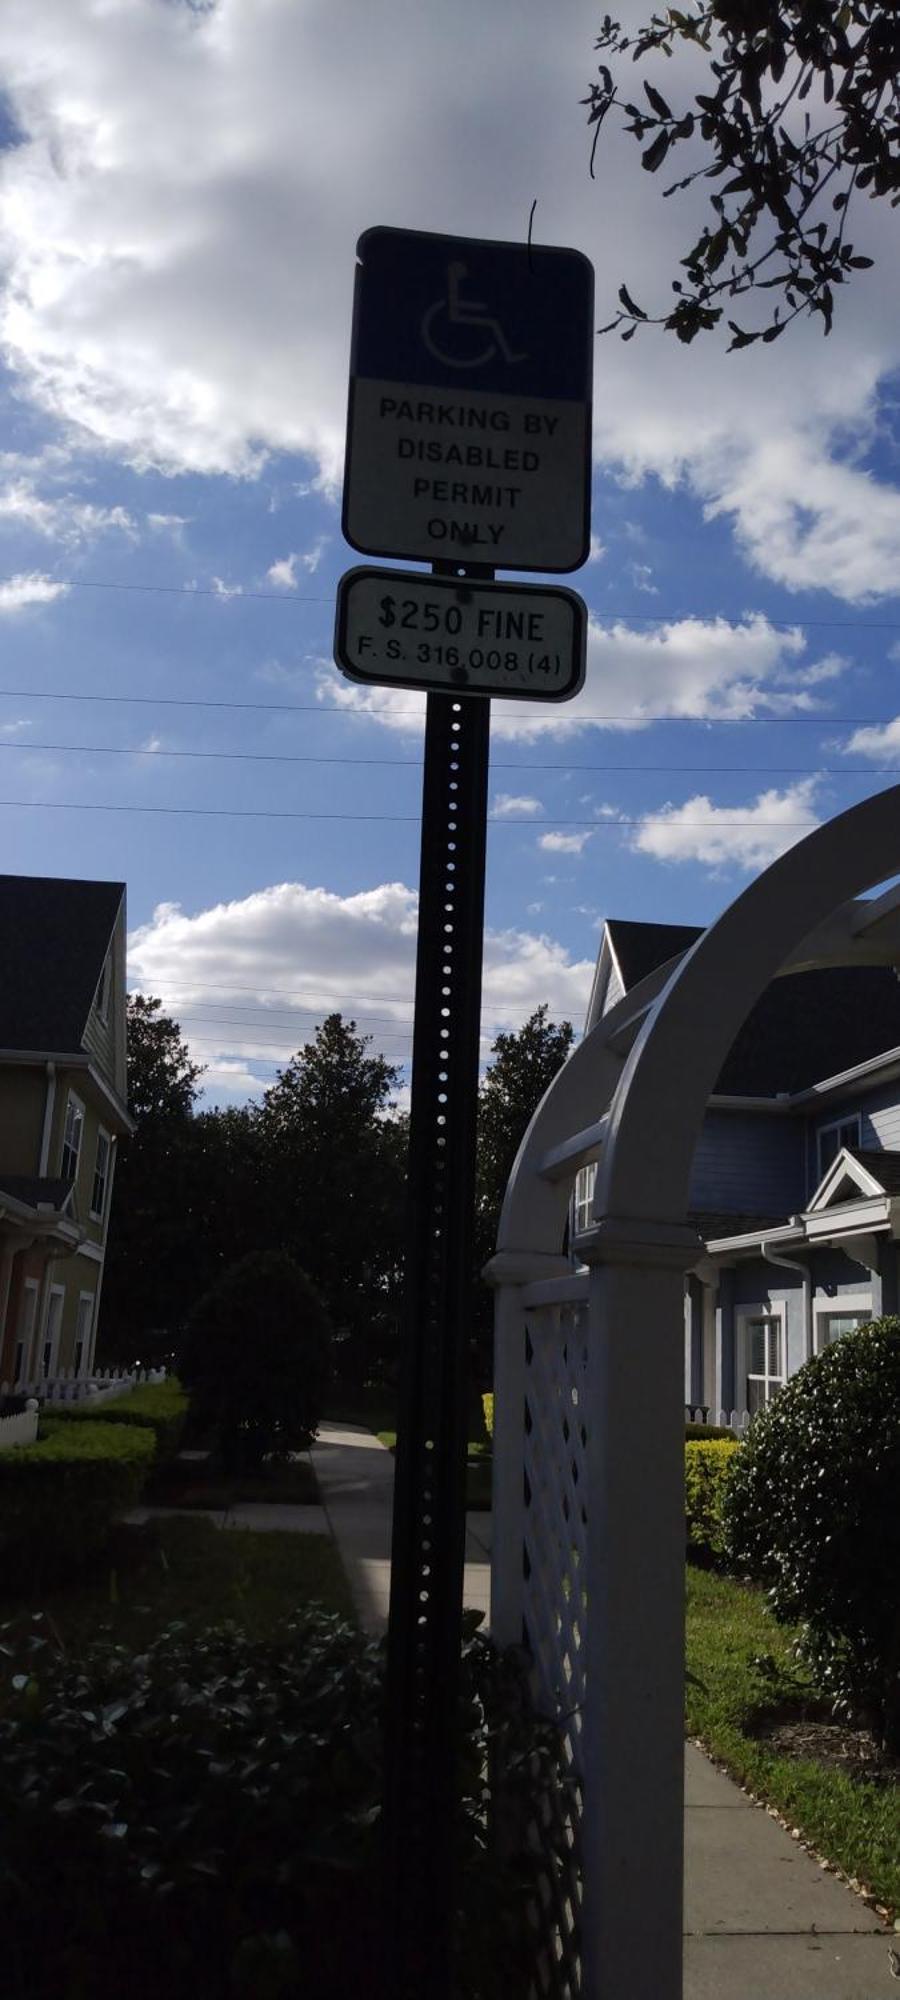 PARKING BY
DISABLED
PERMIT
ONLY
$250 FINE
F. S. 316.008 (4)